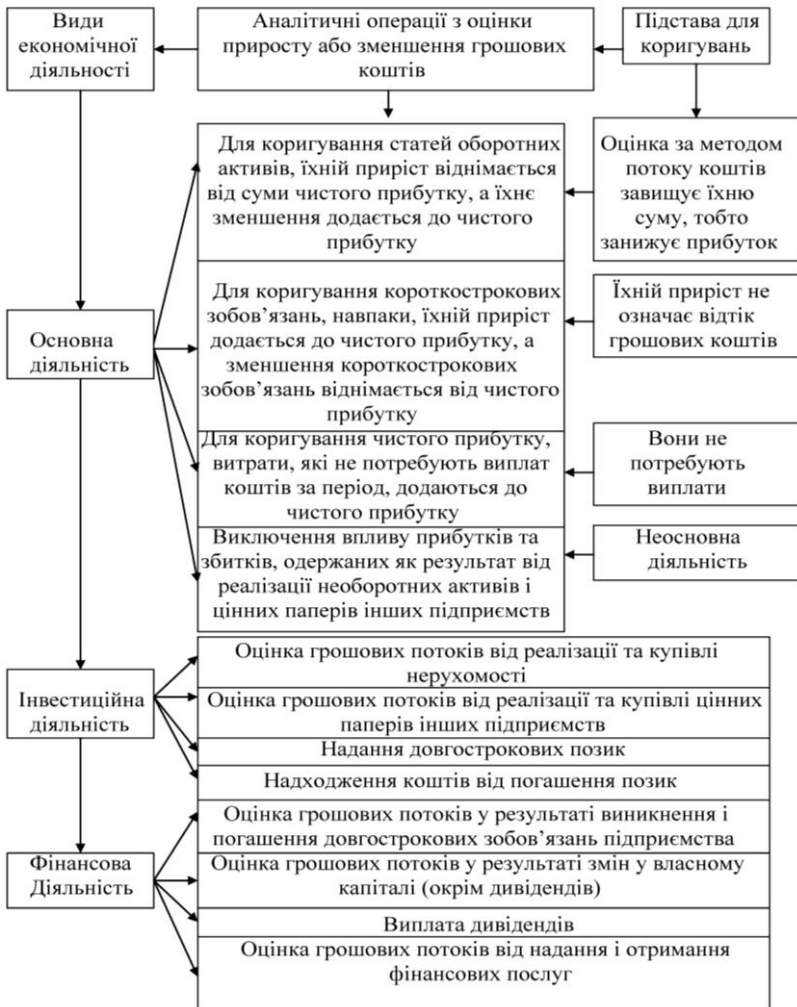 Види
економічної
діяльності
Аналітичні операції з оцінки
приросту або зменшення грошових
коштів
Підстава для
коригувань
Для коригування статей оборотних
активів, їхній приріст віднімається
від суми чистого прибутку, а їхнє
зменшення додається до чистого
прибутку
Оцінка за методом
потоку коштів
завищує їхню
суму, тобто
занижує прибуток
Основна
діяльність
Для коригування короткострокових
зобов’язань, навпаки, їхній приріст
додається до чистого прибутку, а
зменшення короткострокових
зобов’язань віднімається від чистого
прибутку
Їхній приріст не
означає відтік
грошових коштів
Для коригування чистого прибутку,
витрати, які не потребують виплат
коштів за період, додаються до
чистого прибутку
Вони не
потребують
виплати
Виключення впливу прибутків та
збитків, одержаних як результат від
реалізації необоротних активів і
цінних паперів інших підприємств
Неосновна
діяльність
Інвестиційна
діяльність
Оцінка грошових потоків від реалізації та купівлі
нерухомості
Оцінка грошових потоків від реалізації та купівлі цінних
паперів інших підприємств
Надання довгострокових позик
Надходження коштів від погашення позик
Фінансова
Діяльність
Оцінка грошових потоків у результаті виникнення і
погашення довгострокових зобов’язань підприємства
Оцінка грошових потоків у результаті змін у власному
капіталі (окрім дивідендів)
Виплата дивідендів
Оцінка грошових потоків від надання і отримання
фінансових послуг